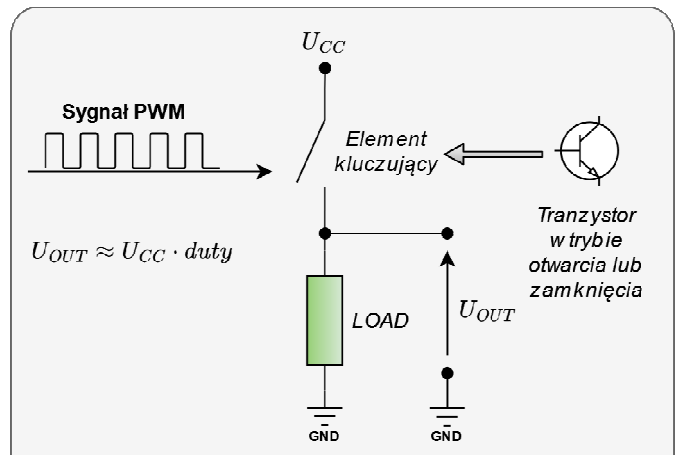 U_CC
Sygnał PWM
Element
kluczujący
Tranzystor
w trybie
otwarcia lub
zamknięcia
U_OUT ≈ U_CC · duty
LOAD
U_OUT
GND
GND